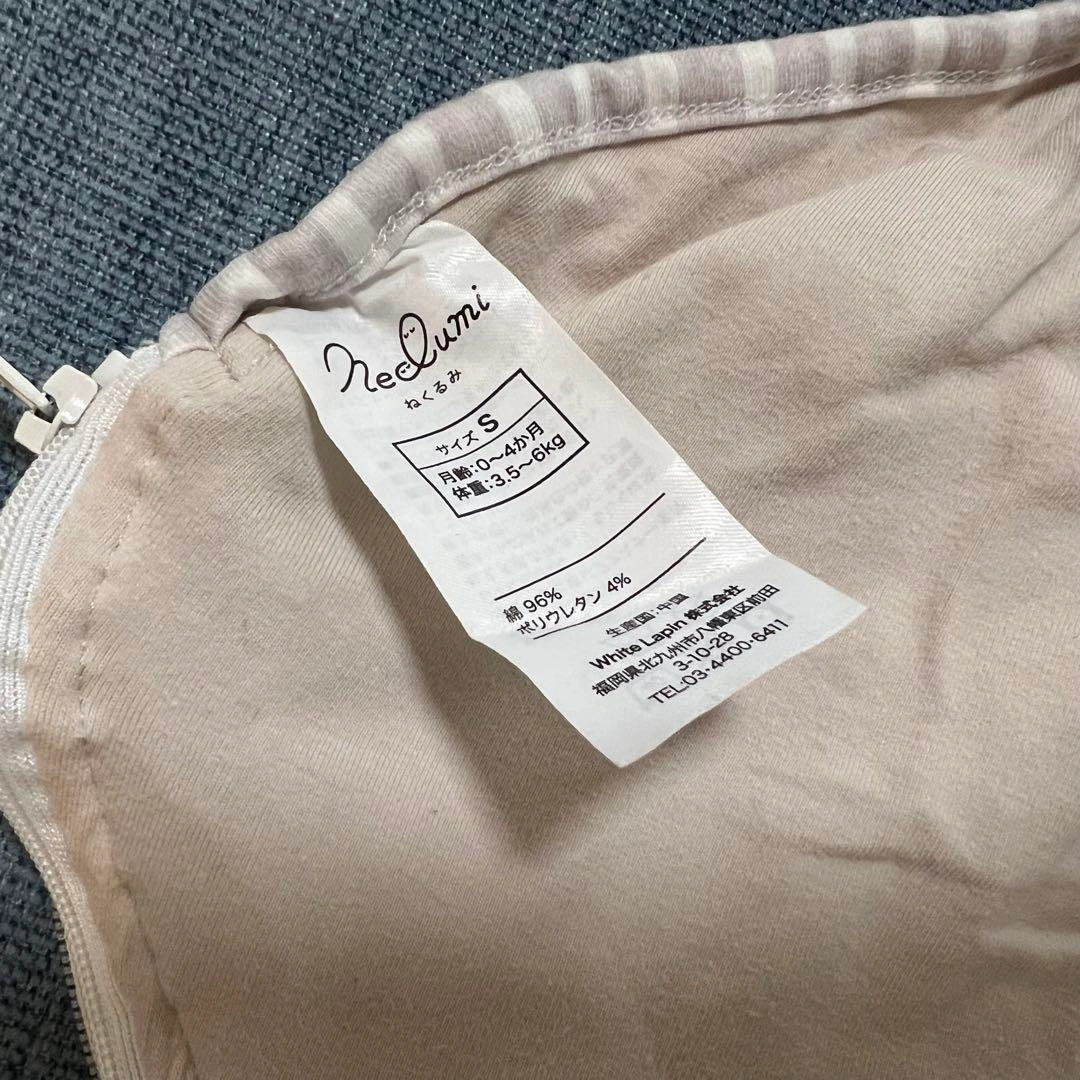 NeQumi
ねくるみ
サイズ S
月齢:0〜4か月
体重:3.5〜6kg
綿 96%
ポリウレタン 4%
生産国:中国
White Lapin 株式会社
福岡県北九州市八幡東区前田
3-10-28
TEL:03-4400-6411